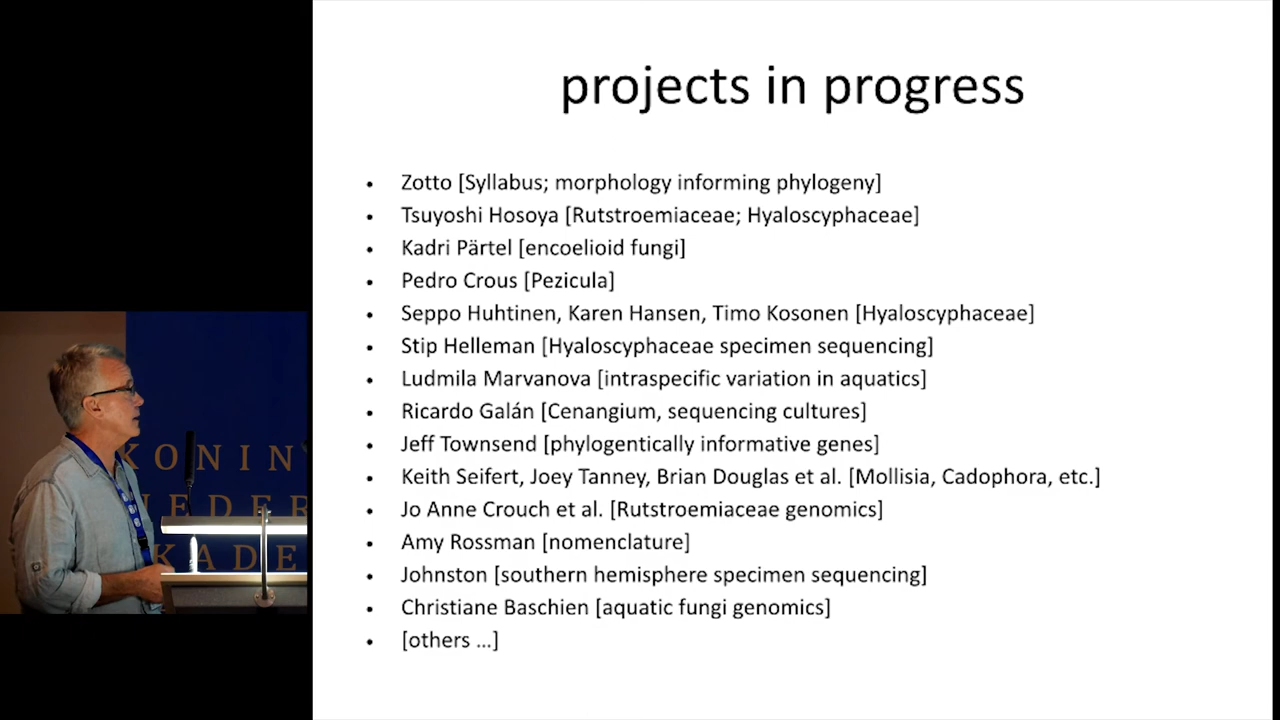 projects in progress
• Zotto [Syllabus; morphology informing phylogeny]
• Tsuyoshi Hosoya [Rutstroemiaceae; Hyaloscyphaceae]
• Kadri Pärtel [encoelioid fungi]
• Pedro Crous [Pezicula]
• Seppo Huhtinen, Karen Hansen, Timo Kosonen [Hyaloscyphaceae]
• Stip Helleman [Hyaloscyphaceae specimen sequencing]
• Ludmila Marvanova [intraspecific variation in aquatics]
• Ricardo Galán [Cenangium, sequencing cultures]
• Jeff Townsend [phylogentically informative genes]
• Keith Seifert, Joey Tanney, Brian Douglas et al. [Mollisia, Cadophora, etc.]
• Jo Anne Crouch et al. [Rutstroemiaceae genomics]
• Amy Rossman [nomenclature]
• Johnston [southern hemisphere specimen sequencing]
• Christiane Baschien [aquatic fungi genomics]
• [others ...]
KONIN
EDER
KADE